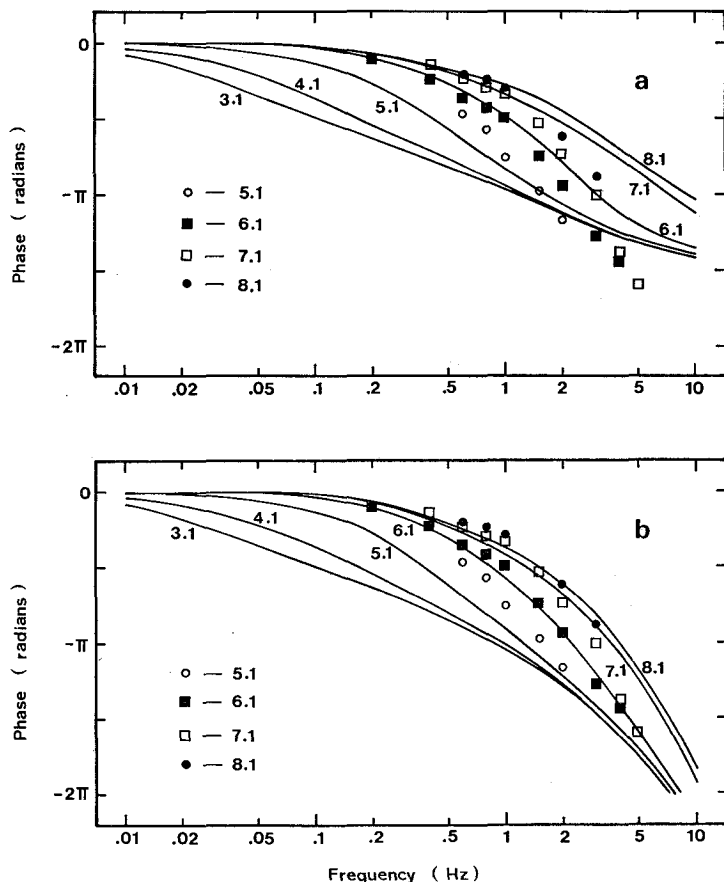 a
0
-π
-2π
Phase ( radians)
3.1
4.1
5.1
6.1
7.1
8.1
○ — 5.1
■ — 6.1
□ — 7.1
● — 8.1
.01 .02 .05 .1 .2 .5 1 2 5 10
b
0
-π
-2π
Phase ( radians)
3.1
4.1
5.1
6.1
7.1
8.1
○ — 5.1
■ — 6.1
□ — 7.1
● — 8.1
.01 .02 .05 .1 .2 .5 1 2 5 10
Frequency ( Hz)